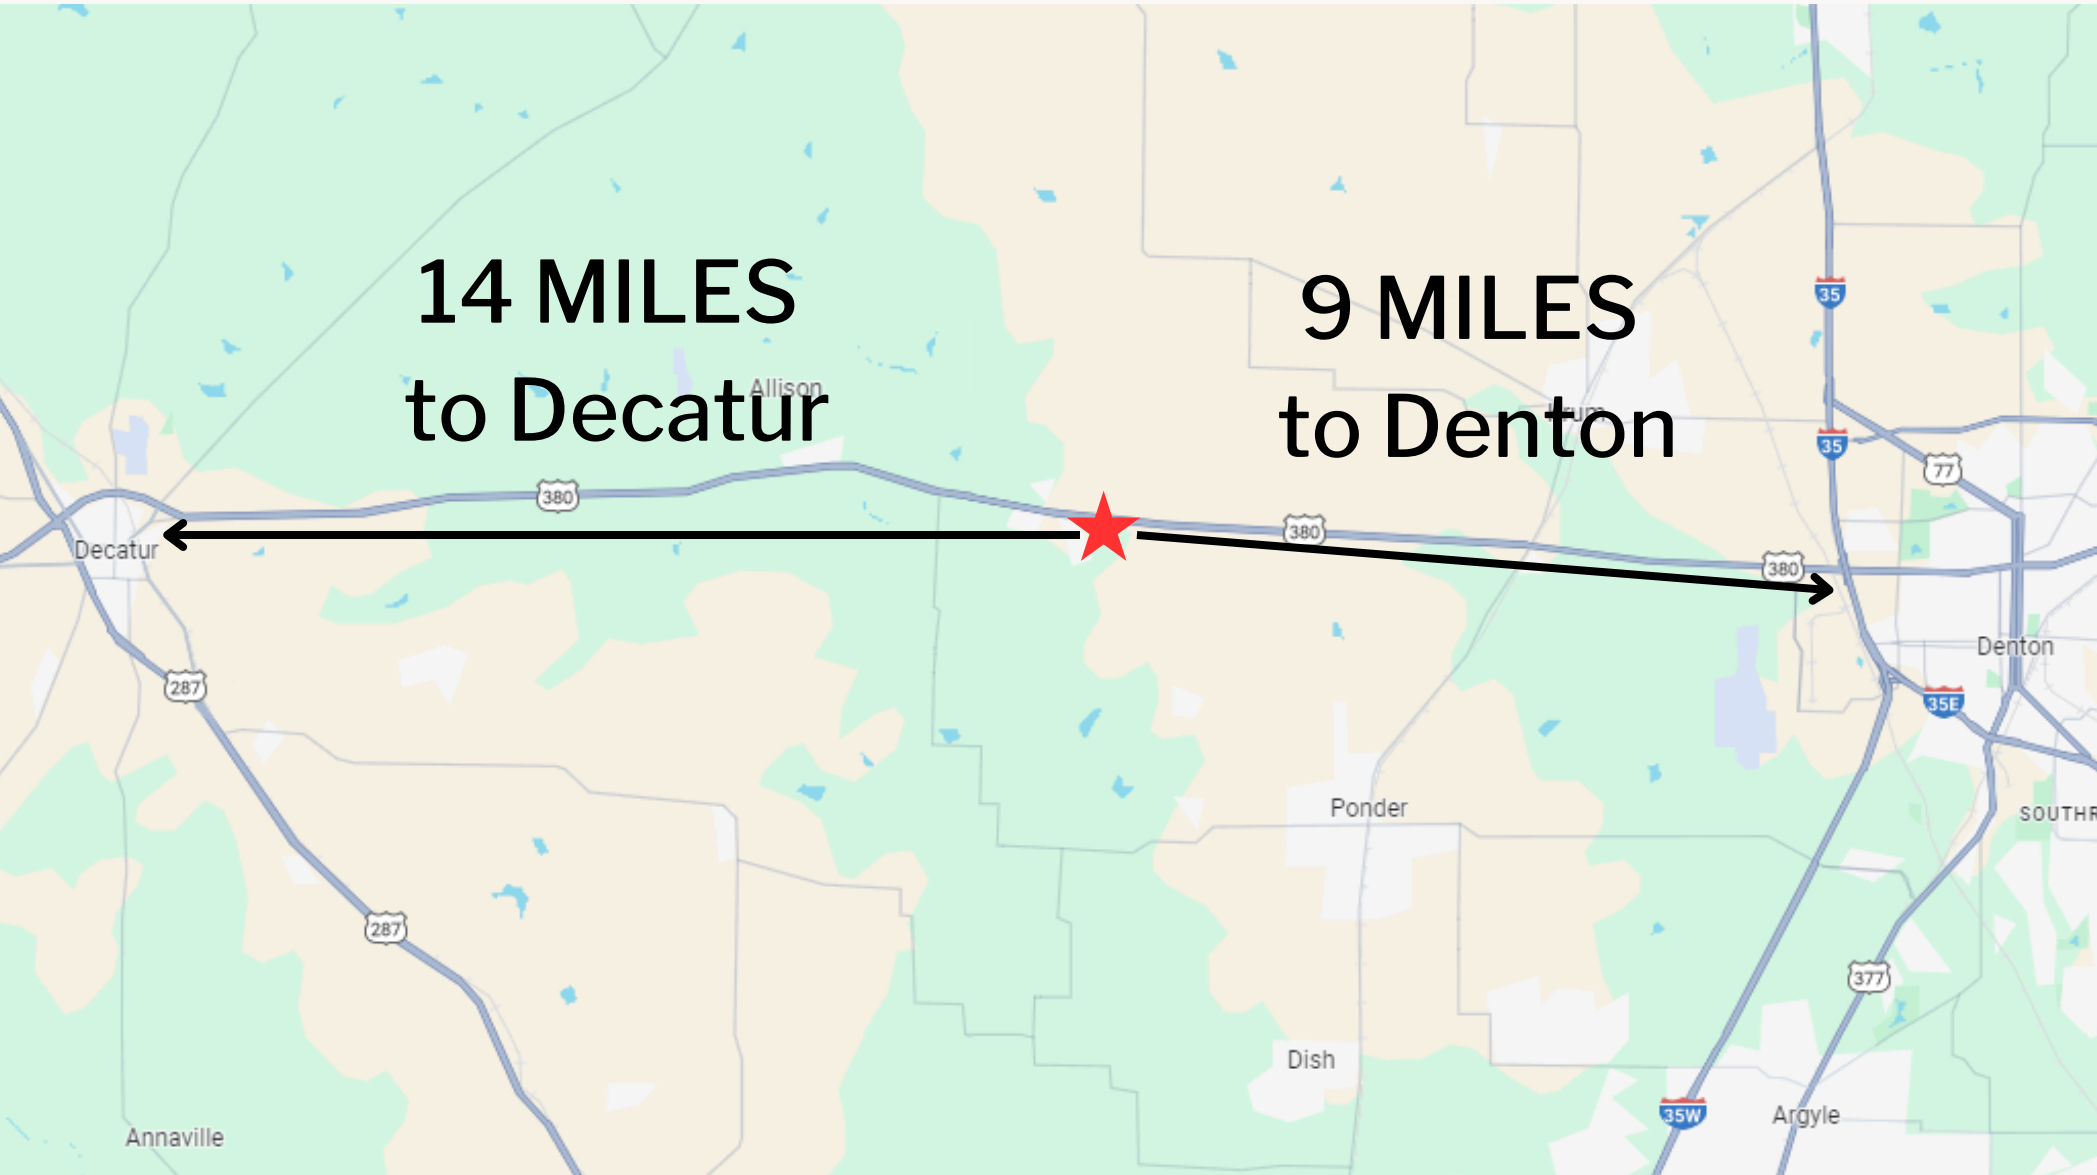 14 MILES
to Decatur
9 MILES
to Denton
35
Allison
Krum
35
77
380
380
380
Decatur
Denton
287
35E
Ponder
SOUTHR
287
377
Dish
35W
Argyle
Annaville